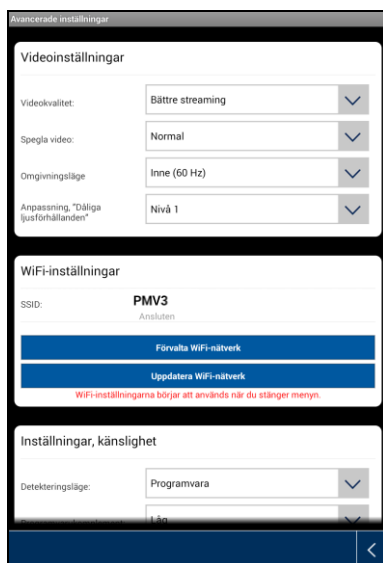 Avancerade inställningar
Videoinställningar
Videokvalitet:
Bättre streaming
Spegla video:
Normal
Omgivningsläge
Inne (60 Hz)
Anpassning, "Dåliga
ljusförhållanden"
Nivå 1
WiFi-inställningar
SSID:
PMV3
Ansluten
Förvalta WiFi-nätverk
Uppdatera WiFi-nätverk
WiFi-inställningarna börjar att används när du stänger menyn.
Inställningar, känslighet
Detekteringsläge:
Programvara
Låg